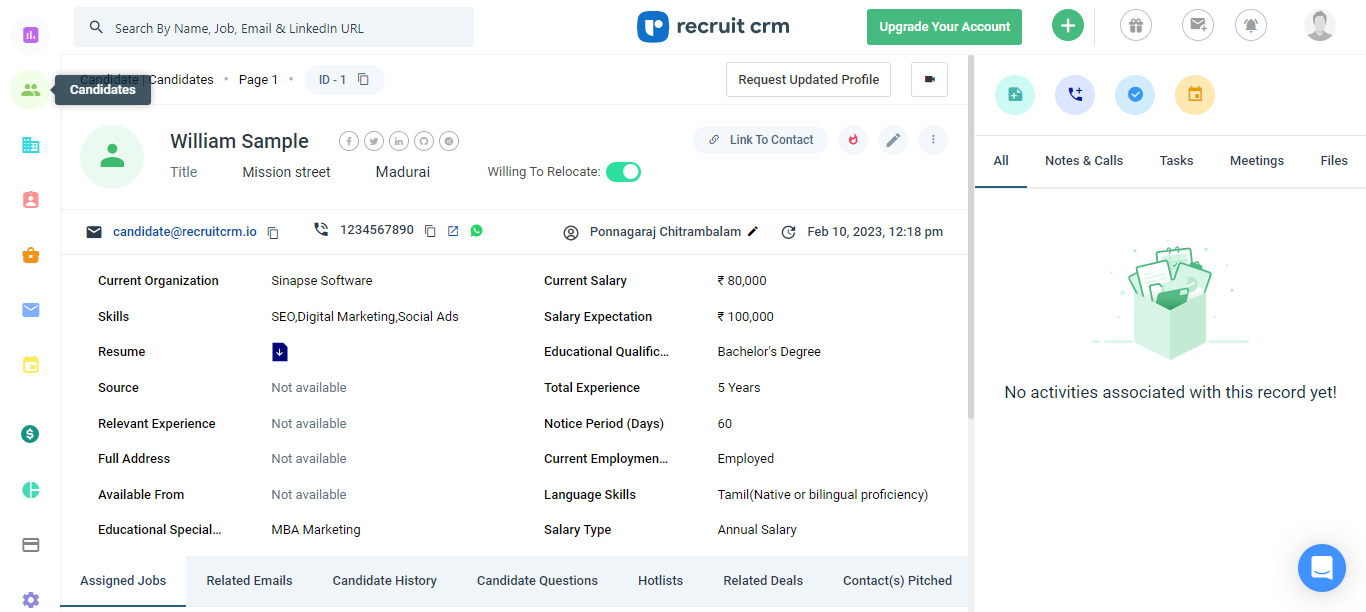 Search By Name, Job, Email & LinkedIn URL
recruit crm
Upgrade Your Account
Candidate | Candidates • Page 1 • ID - 1
Request Updated Profile
Candidates
William Sample
Link To Contact
Title Mission street Madurai Willing To Relocate:
candidate@recruitcrm.io 1234567890 Ponnagaraj Chitrambalam Feb 10, 2023, 12:18 pm
Current Organization Sinapse Software Current Salary ₹ 80,000
Skills SEO,Digital Marketing,Social Ads Salary Expectation ₹ 100,000
Resume Educational Qualific... Bachelor's Degree
Source Not available Total Experience 5 Years
Relevant Experience Not available Notice Period (Days) 60
Full Address Not available Current Employmen... Employed
Available From Not available Language Skills Tamil(Native or bilingual proficiency)
Educational Special... MBA Marketing Salary Type Annual Salary
Assigned Jobs Related Emails Candidate History Candidate Questions Hotlists Related Deals Contact(s) Pitched
All Notes & Calls Tasks Meetings Files
No activities associated with this record yet!